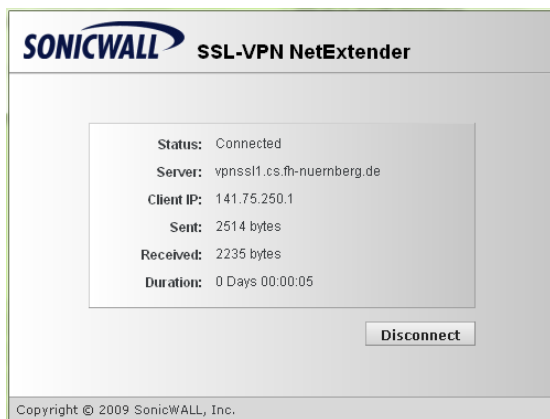 SONICWALL SSL-VPN NetExtender
Status: Connected
Server: vpnssl1.cs.fh-nuernberg.de
Client IP: 141.75.250.1
Sent: 2514 bytes
Received: 2235 bytes
Duration: 0 Days 00:00:05
Disconnect
Copyright © 2009 SonicWALL, Inc.